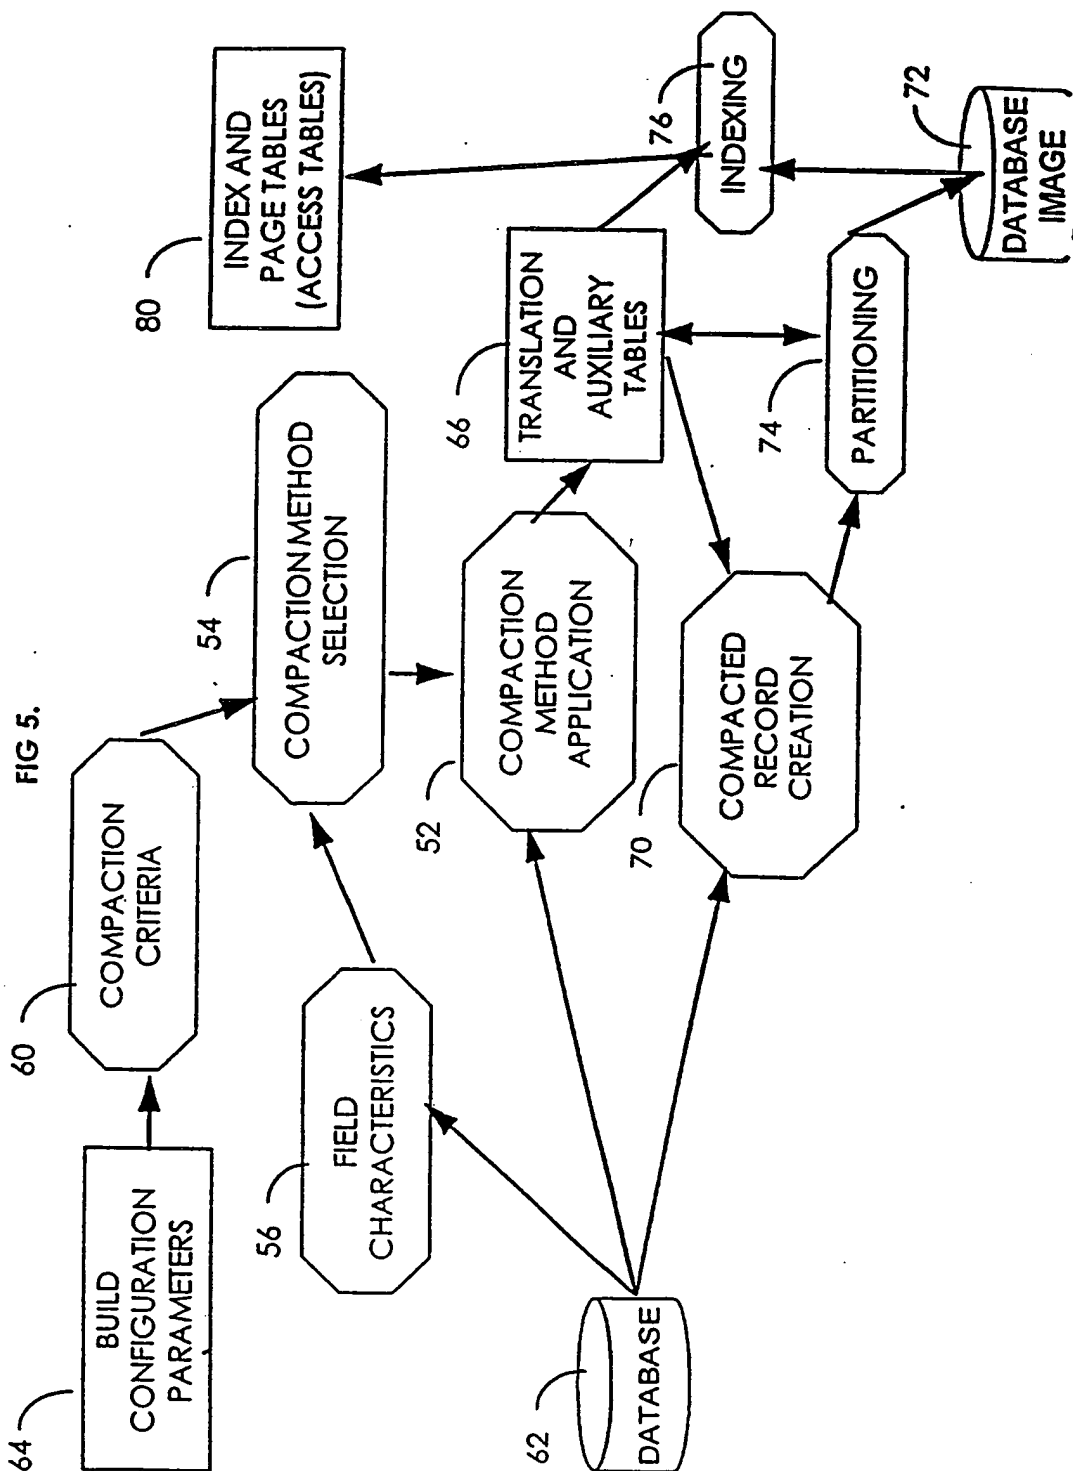 FIG 5.
64
BUILD
CONFIGURATION
PARAMETERS
60
COMPACTION
CRITERIA
54
COMPACTION METHOD
SELECTION
80
INDEX AND
PAGE TABLES
(ACCESS TABLES)
56
FIELD
CHARACTERISTICS
52
COMPACTION
METHOD
APPLICATION
66
TRANSLATION
AND
AUXILIARY
TABLES
76
INDEXING
62
DATABASE
70
COMPACTED
RECORD
CREATION
74
PARTITIONING
72
DATABASE
IMAGE